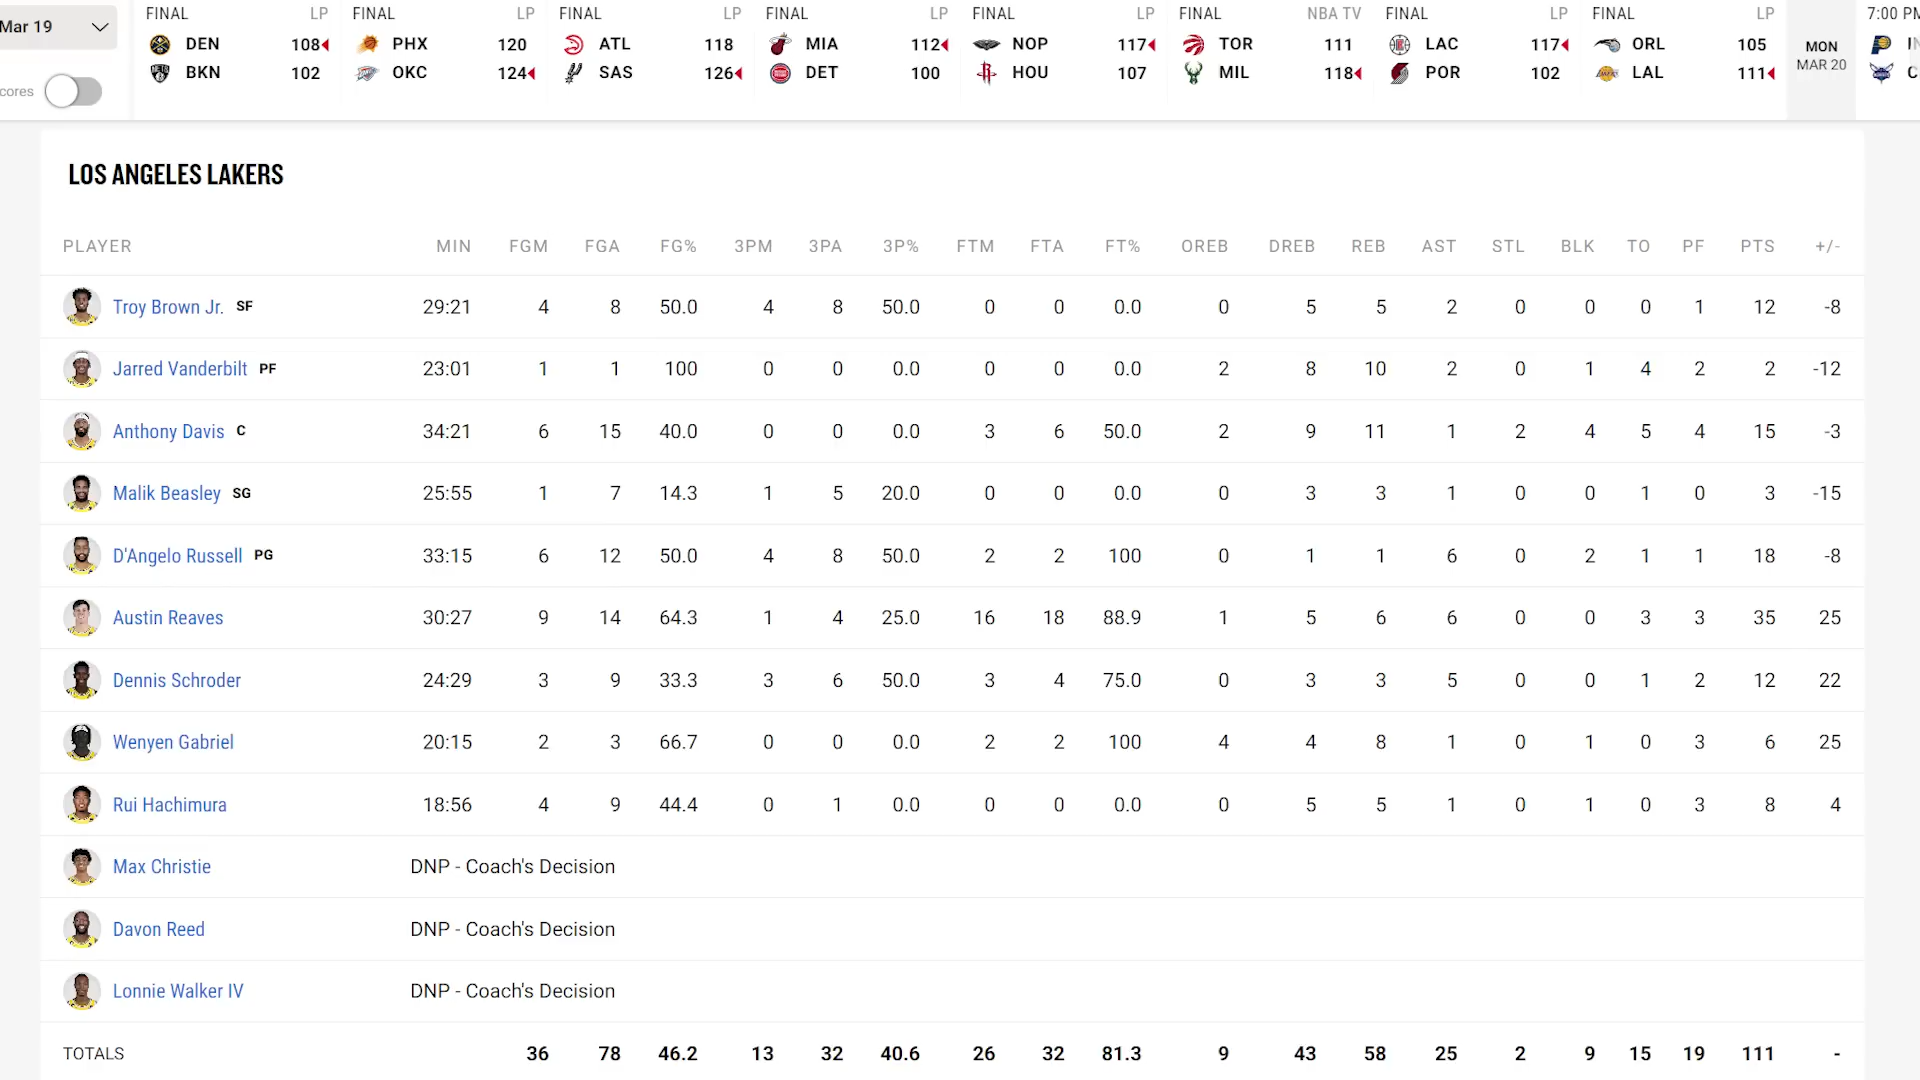 Mar 19
cores
FINAL LP
DEN 108
BKN 102
FINAL LP
PHX 120
OKC 124
FINAL LP
ATL 118
SAS 126
FINAL LP
MIA 112
DET 100
FINAL LP
NOP 117
HOU 107
FINAL NBA TV
TOR 111
MIL 118
FINAL LP
LAC 117
POR 102
FINAL LP
ORL 105
LAL 111
MON
MAR 20
7:00 PM
LOS ANGELES LAKERS
PLAYER MIN FGM FGA FG% 3PM 3PA 3P% FTM FTA FT% OREB DREB REB AST STL BLK TO PF PTS +/-
Troy Brown Jr. SF 29:21 4 8 50.0 4 8 50.0 0 0 0.0 0 5 5 2 0 0 0 1 12 -8
Jarred Vanderbilt PF 23:01 1 1 100 0 0 0.0 0 0 0.0 2 8 10 2 0 1 4 2 2 -12
Anthony Davis C 34:21 6 15 40.0 0 0 0.0 3 6 50.0 2 9 11 1 2 4 5 4 15 -3
Malik Beasley SG 25:55 1 7 14.3 1 5 20.0 0 0 0.0 0 3 3 1 0 0 1 0 3 -15
D'Angelo Russell PG 33:15 6 12 50.0 4 8 50.0 2 2 100 0 1 1 6 0 2 1 1 18 -8
Austin Reaves 30:27 9 14 64.3 1 4 25.0 16 18 88.9 1 5 6 6 0 0 3 3 35 25
Dennis Schroder 24:29 3 9 33.3 3 6 50.0 3 4 75.0 0 3 3 5 0 0 1 2 12 22
Wenyen Gabriel 20:15 2 3 66.7 0 0 0.0 2 2 100 4 4 8 1 0 1 0 3 6 25
Rui Hachimura 18:56 4 9 44.4 0 1 0.0 0 0 0.0 0 5 5 1 0 1 0 3 8 4
Max Christie DNP - Coach's Decision
Davon Reed DNP - Coach's Decision
Lonnie Walker IV DNP - Coach's Decision
TOTALS 36 78 46.2 13 32 40.6 26 32 81.3 9 43 58 25 2 9 15 19 111 -